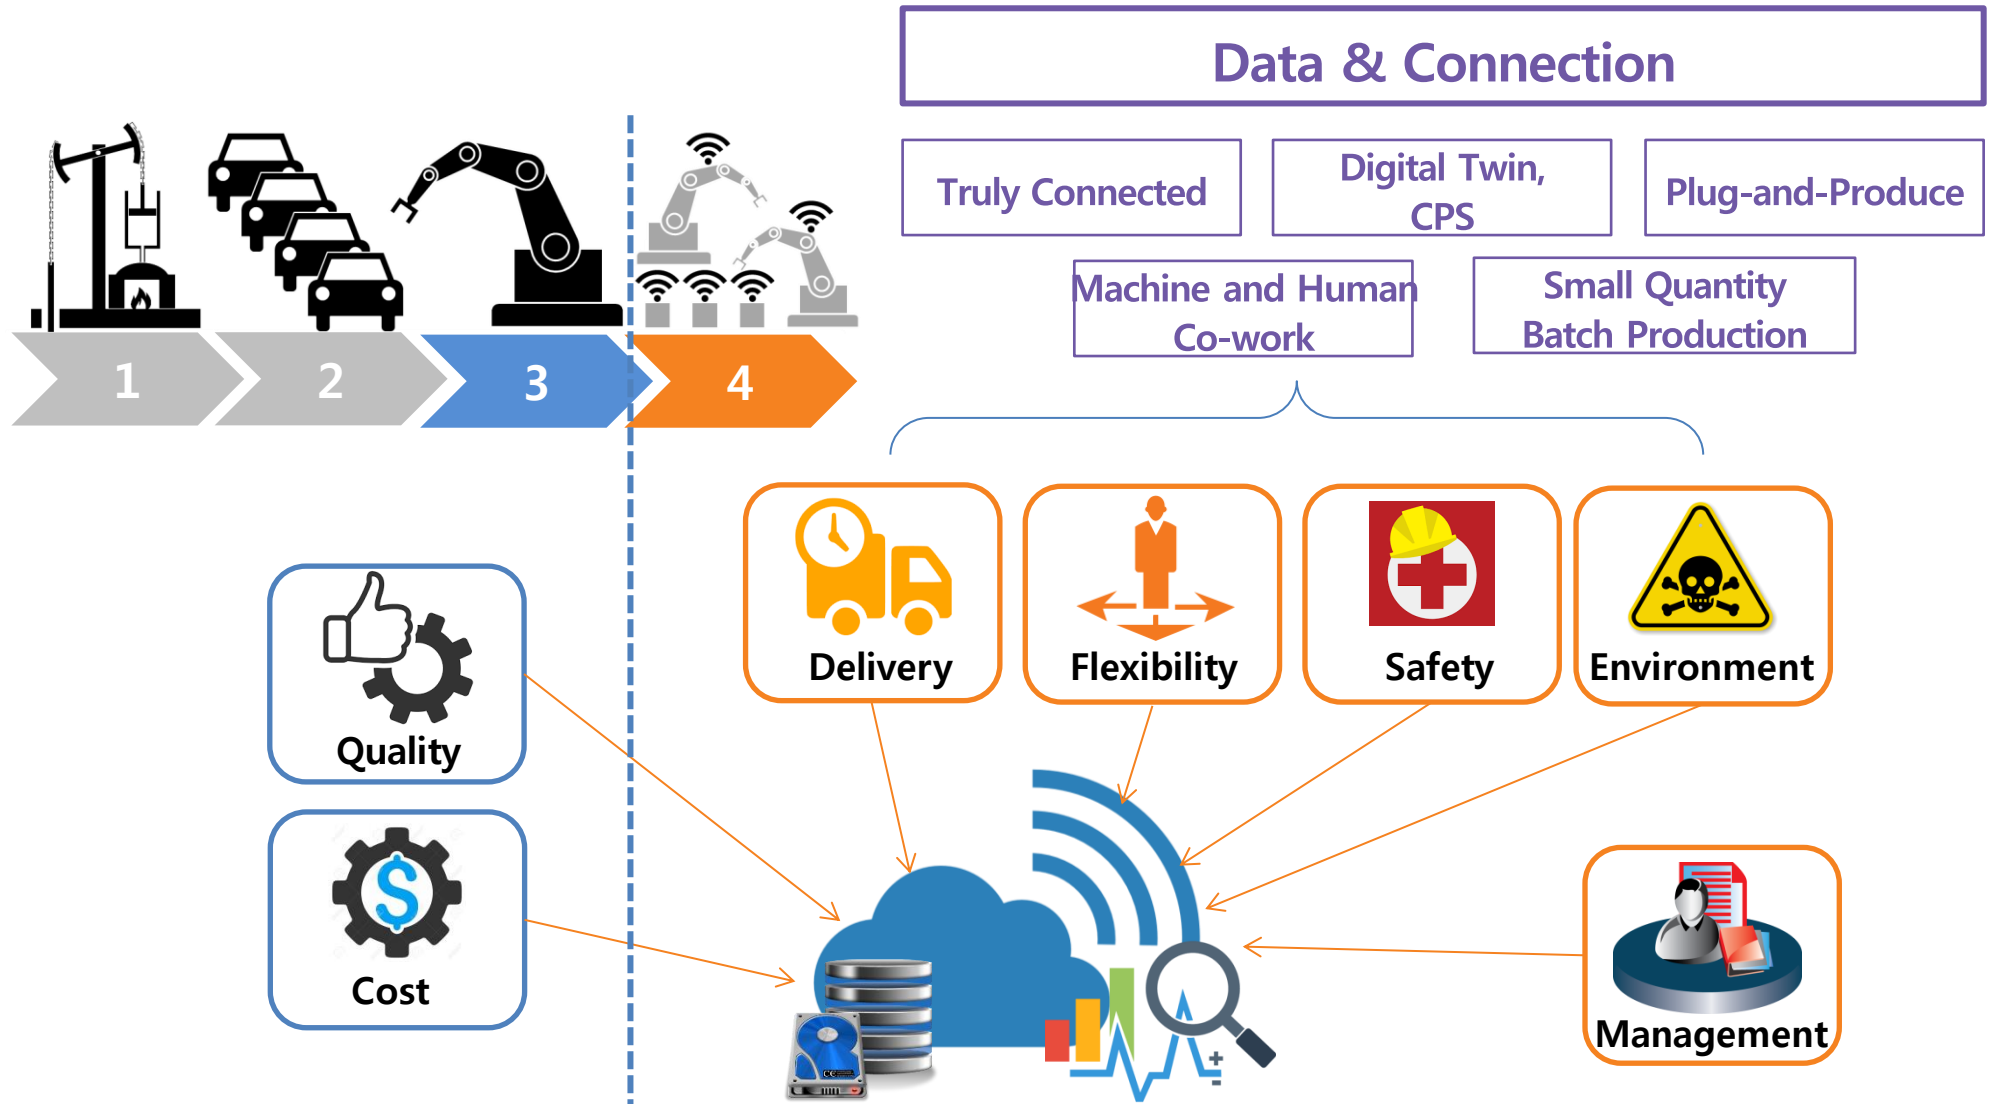 Data & Connection
Truly Connected
Digital Twin,
CPS
Plug-and-Produce
Machine and Human
Co-work
Small Quantity
Batch Production
1
2
3
4
Delivery
Flexibility
Safety
Environment
Quality
Cost
Management